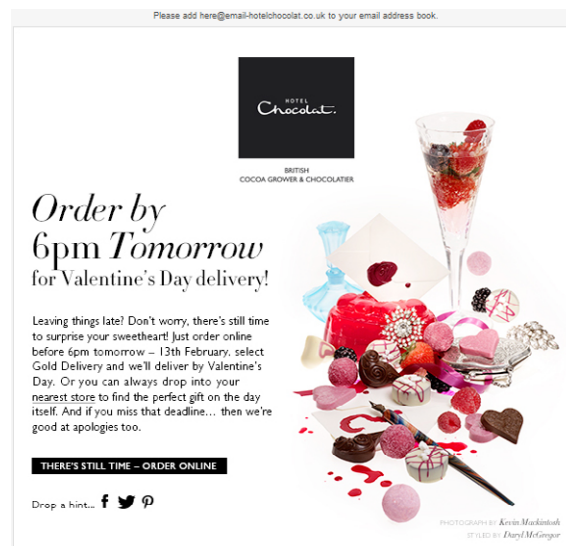 Please add here@email-hotelchocolat.co.uk to your email address book.
HOTEL
Chocolat.
BRITISH
COCOA GROWER & CHOCOLATIER
Order by
6pm Tomorrow
for Valentine's Day delivery!
Leaving things late? Don't worry, there's still time
to surprise your sweetheart! Just order online
before 6pm tomorrow – 13th February, select
Gold Delivery and we'll deliver by Valentine's
Day. Or you can always drop into your
nearest store to find the perfect gift on the day
itself. And if you miss that deadline... then we're
good at apologies too.
THERE'S STILL TIME – ORDER ONLINE
Drop a hint...
PHOTOGRAPH BY Kevin Mackintosh
STYLED BY Daryl McGregor